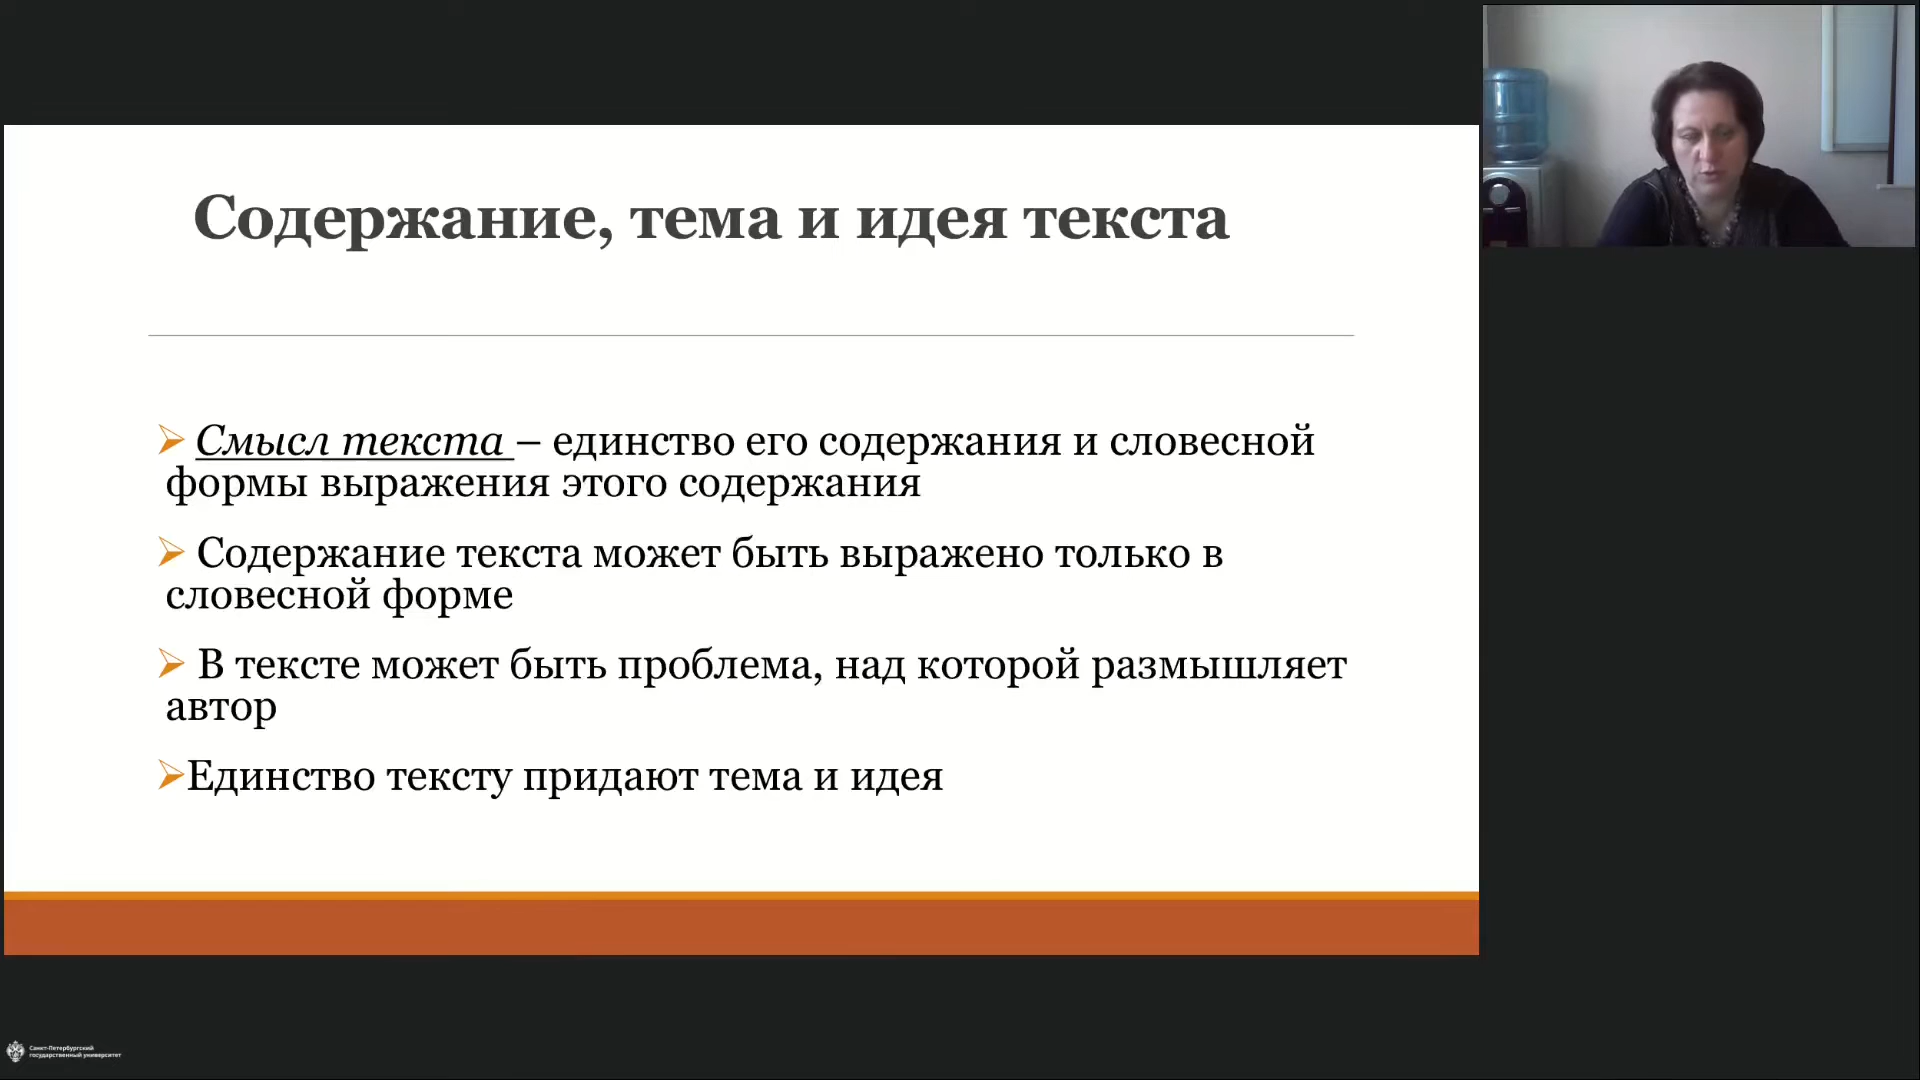 Содержание, тема и идея текста
Смысл текста – единство его содержания и словесной
формы выражения этого содержания
Содержание текста может быть выражено только в
словесной форме
В тексте может быть проблема, над которой размышляет
автор
Единство тексту придают тема и идея
Санкт-Петербургский
государственный университет